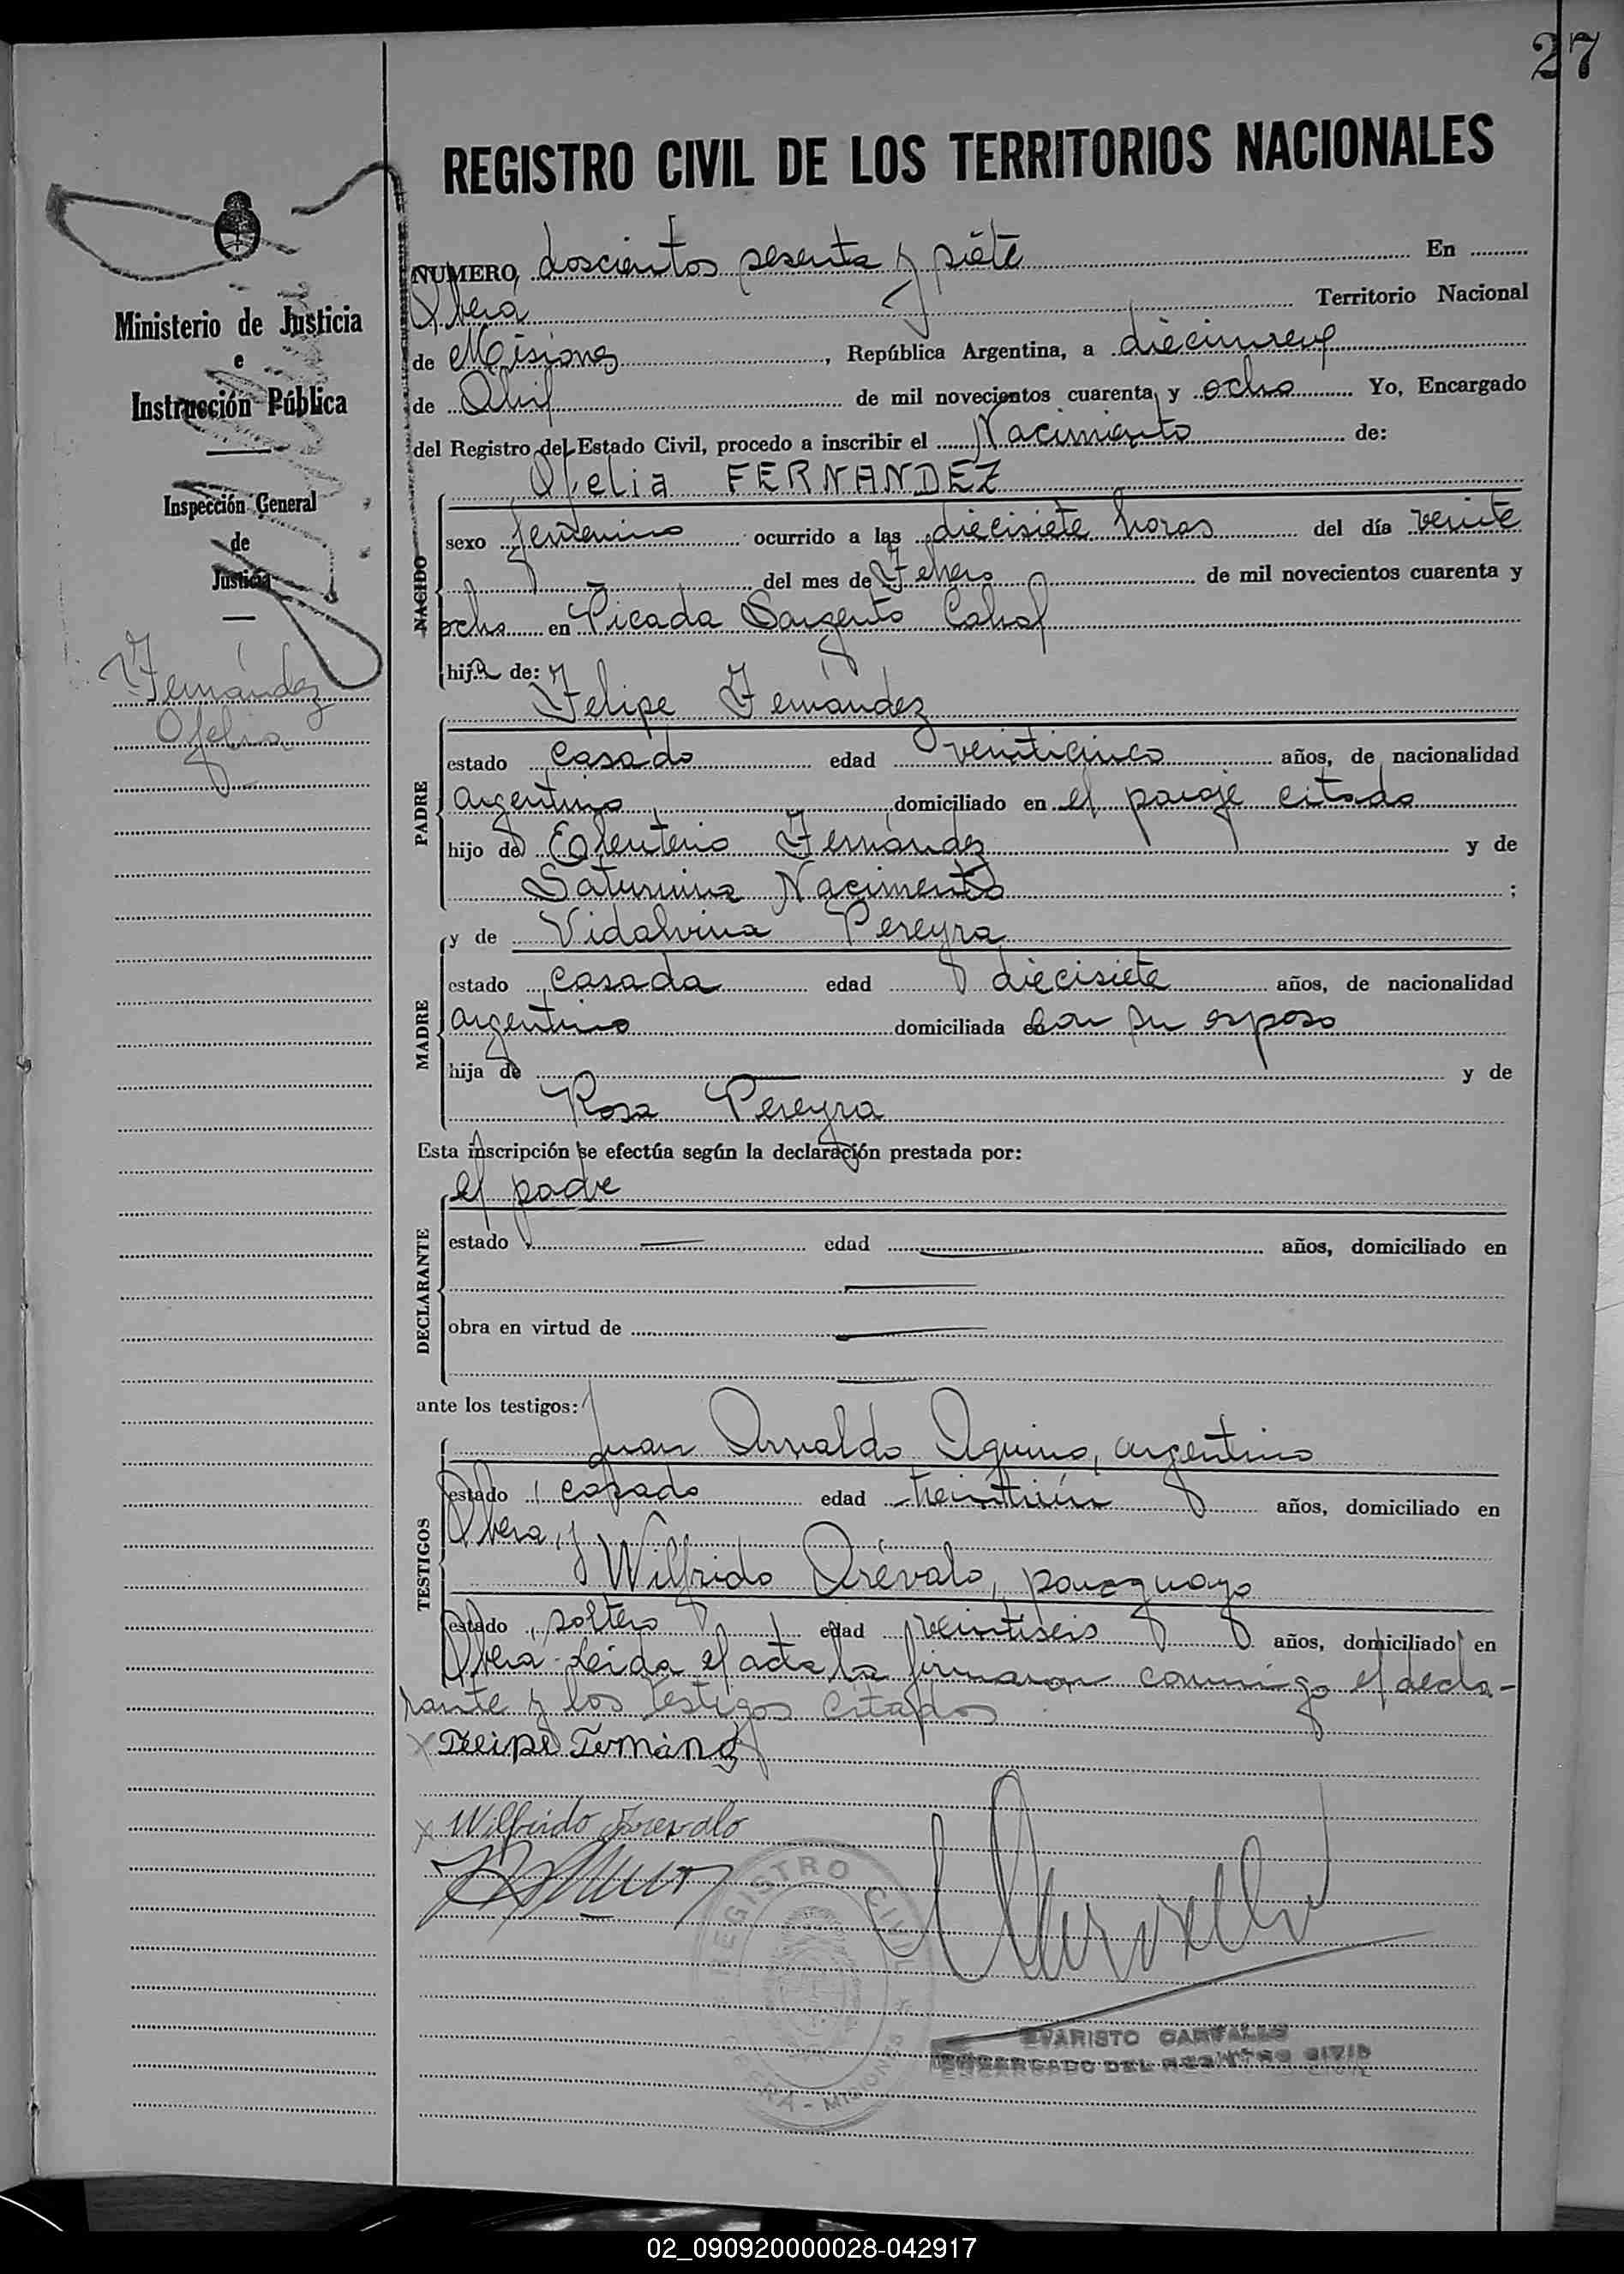 27
REGISTRO CIVIL DE LOS TERRITORIOS NACIONALES
NUMERO, doscientos sesenta y siete En
Obera Territorio Nacional
de Misiones, República Argentina, a diecinueve
de Abril de mil novecientos cuarenta y ocho Yo, Encargado
del Registro del Estado Civil, procedo a inscribir el Nacimiento de:
Ofelia FERNANDEZ
NACIDO
sexo femenino ocurrido a las diecisiete horas del día veinte
— del mes de Febrero de mil novecientos cuarenta y
ocho en Picada Sargento Cabral
hija de:
Felipe Fernández
PADRE
estado casado edad veinticinco años, de nacionalidad
argentino domiciliado en el paraje citado
hijo de Eleuterio Fernández y de
Saturnina Nacimento ;
MADRE
y de Vidalvina Pereyra
estado casada edad diecisiete años, de nacionalidad
argentina domiciliada en con su esposo
hija de — y de
Rosa Pereyra
Esta inscripción se efectúa según la declaración prestada por:
el padre
DECLARANTE
estado — edad — años, domiciliado en
—
obra en virtud de —
—
ante los testigos:
Juan Arnaldo Aquino, argentino
TESTIGOS
estado casado edad treintiún años, domiciliado en
Obera, y
Wilfrido Arévalo, paraguayo
estado soltero edad veintiseis años, domiciliado en
Obera. Leida el acta la firmaron conmigo el decla-
rante y los testigos citados
x Felipe Fernández
x Wilfrido Arevalo
REGISTRO CIVIL
OBERA - MISIONES
EVARISTO CARVALLO
ENCARGADO DEL REGISTRO CIVIL
Ministerio de Justicia
e
Instrucción Pública
Inspección General
de
Justicia
Fernández
Ofelia
02_090920000028-042917